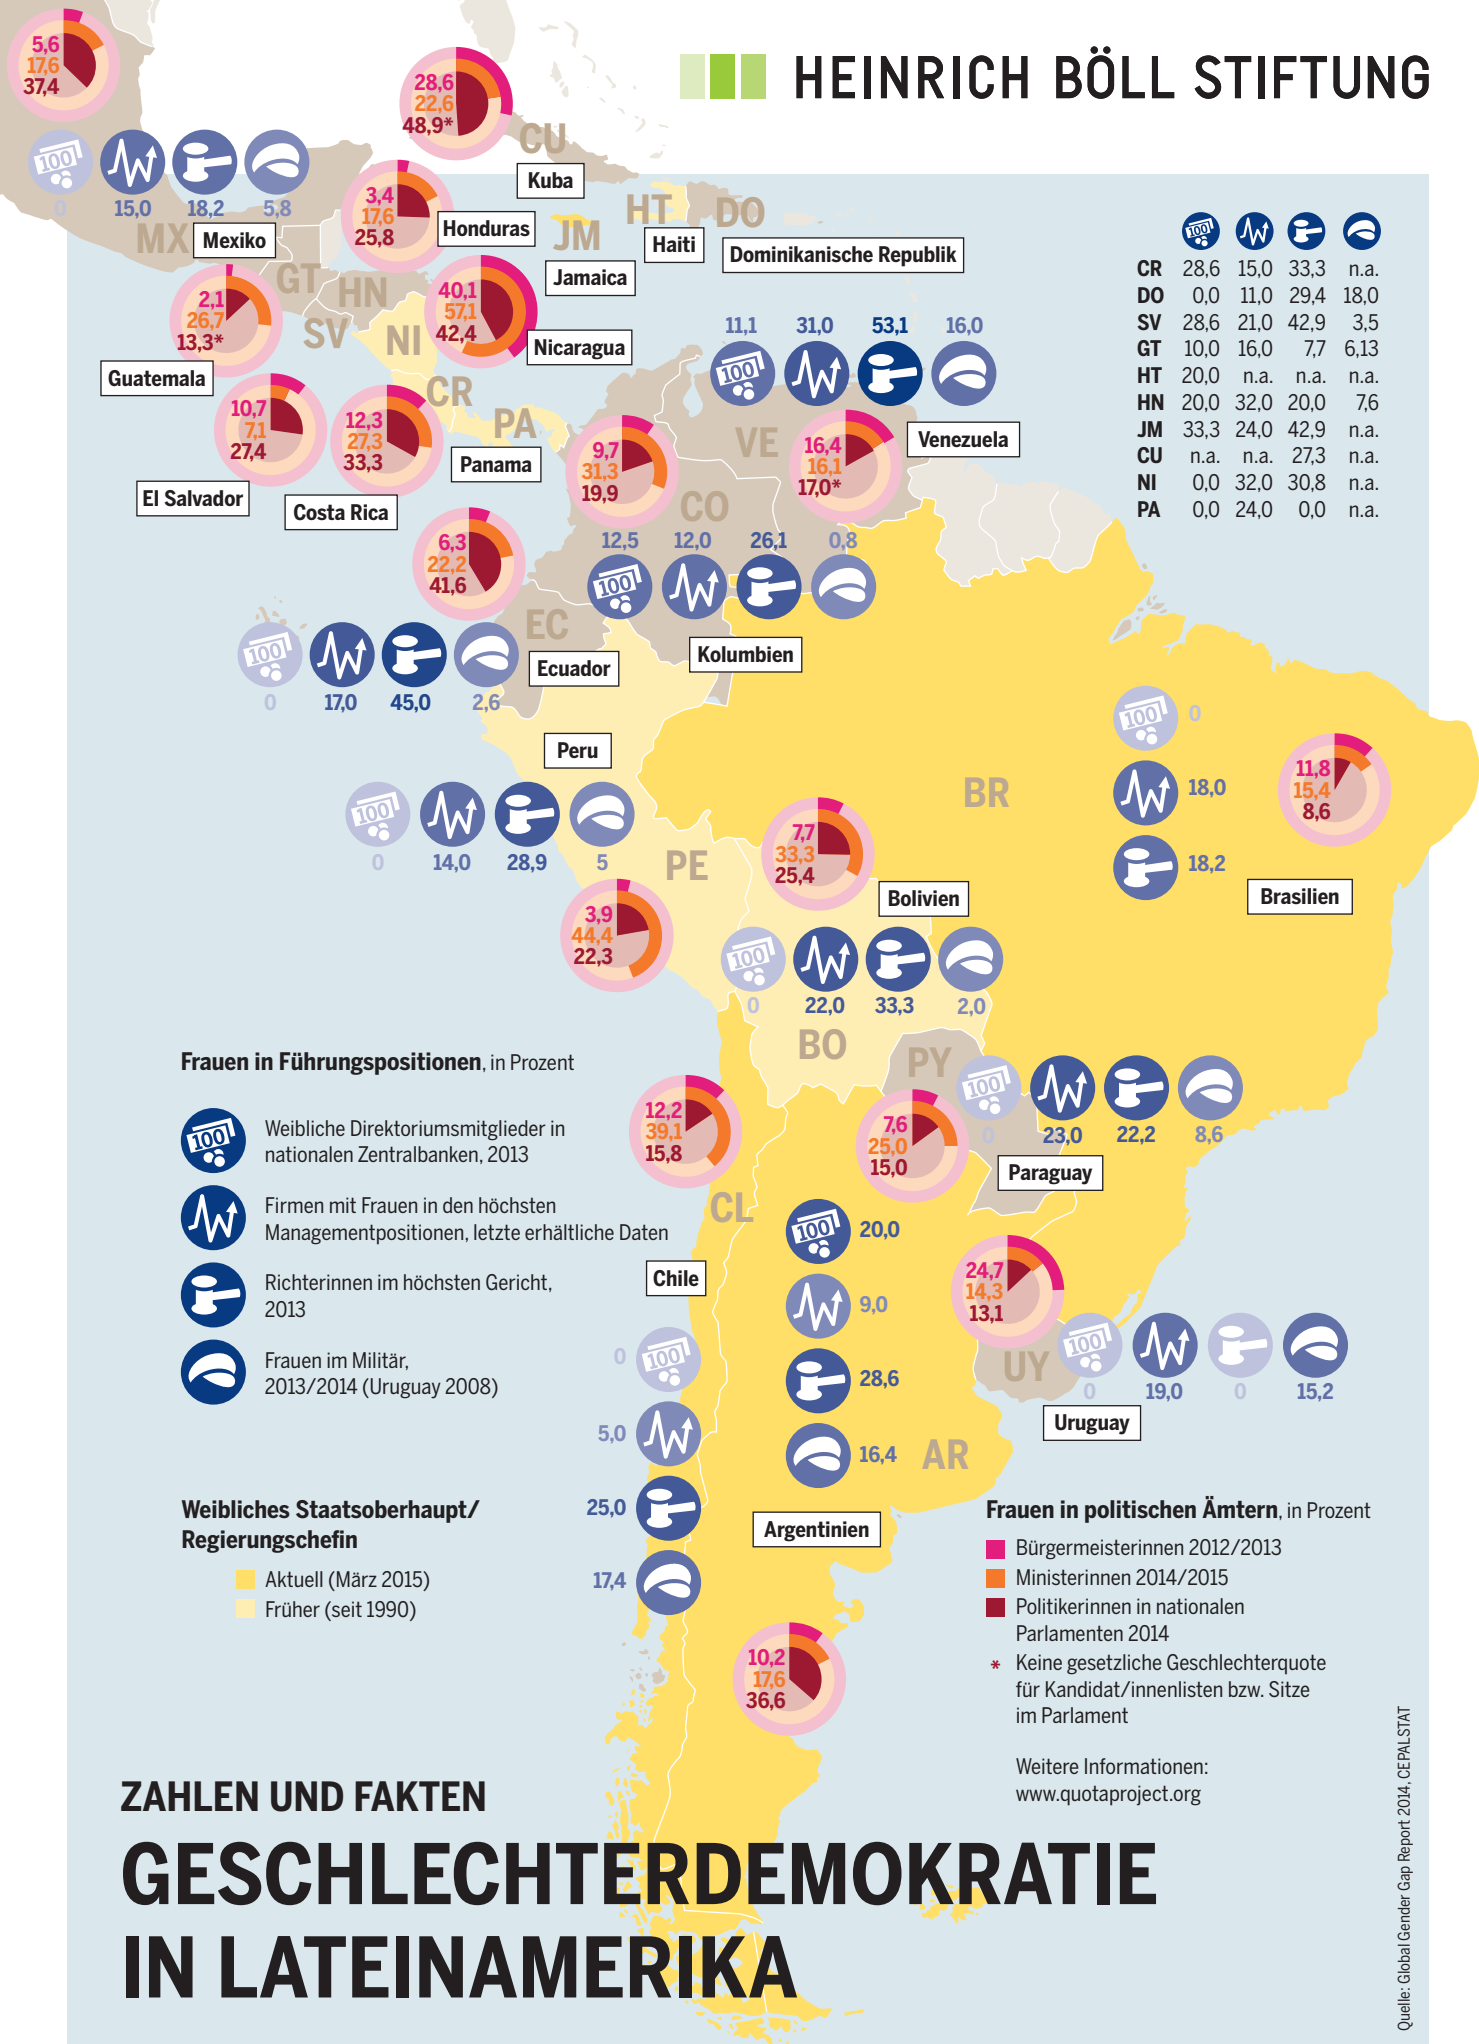 HEINRICH BÖLL STIFTUNG
5,6
17,6
37,4
100
0
15,0
18,2
5,8
MX
Mexiko
28,6
22,6
48,9*
CU
Kuba
3,4
17,6
25,8
Honduras
JM
Jamaica
HT
Haiti
DO
Dominikanische Republik
GT
HN
SV
NI
CR
PA
2,1
26,7
13,3*
Guatemala
40,1
57,1
42,4
Nicaragua
10,7
7,1
27,4
El Salvador
12,3
27,3
33,3
Costa Rica
Panama
100
CR 28,6 15,0 33,3 n.a.
DO 0,0 11,0 29,4 18,0
SV 28,6 21,0 42,9 3,5
GT 10,0 16,0 7,7 6,13
HT 20,0 n.a. n.a. n.a.
HN 20,0 32,0 20,0 7,6
JM 33,3 24,0 42,9 n.a.
CU n.a. n.a. 27,3 n.a.
NI 0,0 32,0 30,8 n.a.
PA 0,0 24,0 0,0 n.a.
11,1
31,0
53,1
16,0
100
VE
16,4
16,1
17,0*
Venezuela
9,7
31,3
19,9
CO
12,5
12,0
26,1
0,8
100
Kolumbien
6,3
22,2
41,6
EC
Ecuador
100
0
17,0
45,0
2,6
Peru
100
0
14,0
28,9
5
PE
3,9
44,4
22,3
BR
100
0
18,0
18,2
11,8
15,4
8,6
Brasilien
7,7
33,3
25,4
Bolivien
100
0
22,0
33,3
2,0
BO
PY
100
0
23,0
22,2
8,6
7,6
25,0
15,0
Paraguay
12,2
39,1
15,8
CL
Chile
0
100
5,0
25,0
17,4
100
20,0
9,0
28,6
16,4
AR
Argentinien
10,2
17,6
36,6
24,7
14,3
13,1
UY
100
0
19,0
0
15,2
Uruguay
Frauen in Führungspositionen, in Prozent
100
Weibliche Direktoriumsmitglieder in
nationalen Zentralbanken, 2013
Firmen mit Frauen in den höchsten
Managementpositionen, letzte erhältliche Daten
Richterinnen im höchsten Gericht,
2013
Frauen im Militär,
2013/2014 (Uruguay 2008)
Weibliches Staatsoberhaupt/
Regierungschefin
Aktuell (März 2015)
Früher (seit 1990)
Frauen in politischen Ämtern, in Prozent
Bürgermeisterinnen 2012/2013
Ministerinnen 2014/2015
Politikerinnen in nationalen
Parlamenten 2014
* Keine gesetzliche Geschlechterquote
für Kandidat/innenlisten bzw. Sitze
im Parlament
Weitere Informationen:
www.quotaproject.org
ZAHLEN UND FAKTEN
GESCHLECHTERDEMOKRATIE
IN LATEINAMERIKA
Quelle: Global Gender Gap Report 2014, CEPALSTAT